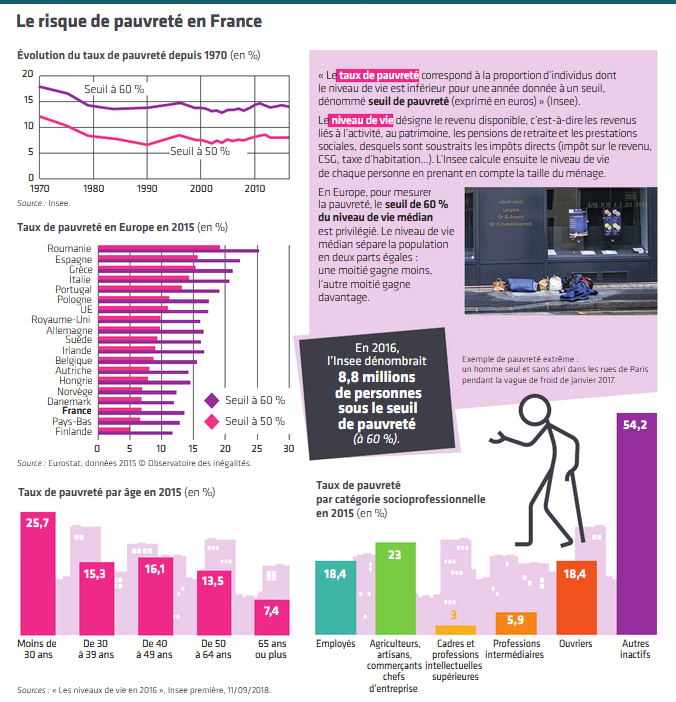 Le risque de pauvreté en France
Évolution du taux de pauvreté depuis 1970 (en %)
20
15
10
5
0
Seuil à 60 %
Seuil à 50 %
1970
1980
1990
2000
2010
Source : Insee.
Taux de pauvreté en Europe en 2015 (en %)
Roumanie
Espagne
Grèce
Italie
Portugal
Pologne
UE
Royaume-Uni
Allemagne
Suède
Irlande
Belgique
Autriche
Hongrie
Norvège
Danemark
France
Pays-Bas
Finlande
Seuil à 60 %
Seuil à 50 %
0
5
10
15
20
25
30
Source : Eurostat, données 2015 © Observatoire des inégalités.
« Le taux de pauvreté correspond à la proportion d'individus dont
le niveau de vie est inférieur pour une année donnée à un seuil,
dénommé seuil de pauvreté (exprimé en euros) » (Insee).
Le niveau de vie désigne le revenu disponible, c'est-à-dire les revenus
liés à l'activité, au patrimoine, les pensions de retraite et les prestations
sociales, desquels sont soustraits les impôts directs (impôt sur le revenu,
CSG, taxe d'habitation...). L'Insee calcule ensuite le niveau de vie
de chaque personne en prenant en compte la taille du ménage.
En Europe, pour mesurer
la pauvreté, le seuil de 60 %
du niveau de vie médian
est privilégié. Le niveau de vie
médian sépare la population
en deux parts égales :
une moitié gagne moins,
l'autre moitié gagne
davantage.
En 2016,
l'Insee dénombrait
8,8 millions
de personnes
sous le seuil
de pauvreté
(à 60 %).
Exemple de pauvreté extrême :
un homme seul et sans abri dans les rues de Paris
pendant la vague de froid de janvier 2017.
Taux de pauvreté par âge en 2015 (en %)
25,7
15,3
16,1
13,5
7,4
Moins de
30 ans
De 30
à 39 ans
De 40
à 49 ans
De 50
à 64 ans
65 ans
ou plus
Taux de pauvreté
par catégorie socioprofessionnelle
en 2015 (en %)
18,4
23
3
5,9
18,4
54,2
Employés
Agriculteurs,
artisans,
commerçants
chefs
d'entreprise
Cadres et
professions
intellectuelles
supérieures
Professions
intermédiaires
Ouvriers
Autres
inactifs
Sources : « Les niveaux de vie en 2016 », Insee première, 11/09/2018.